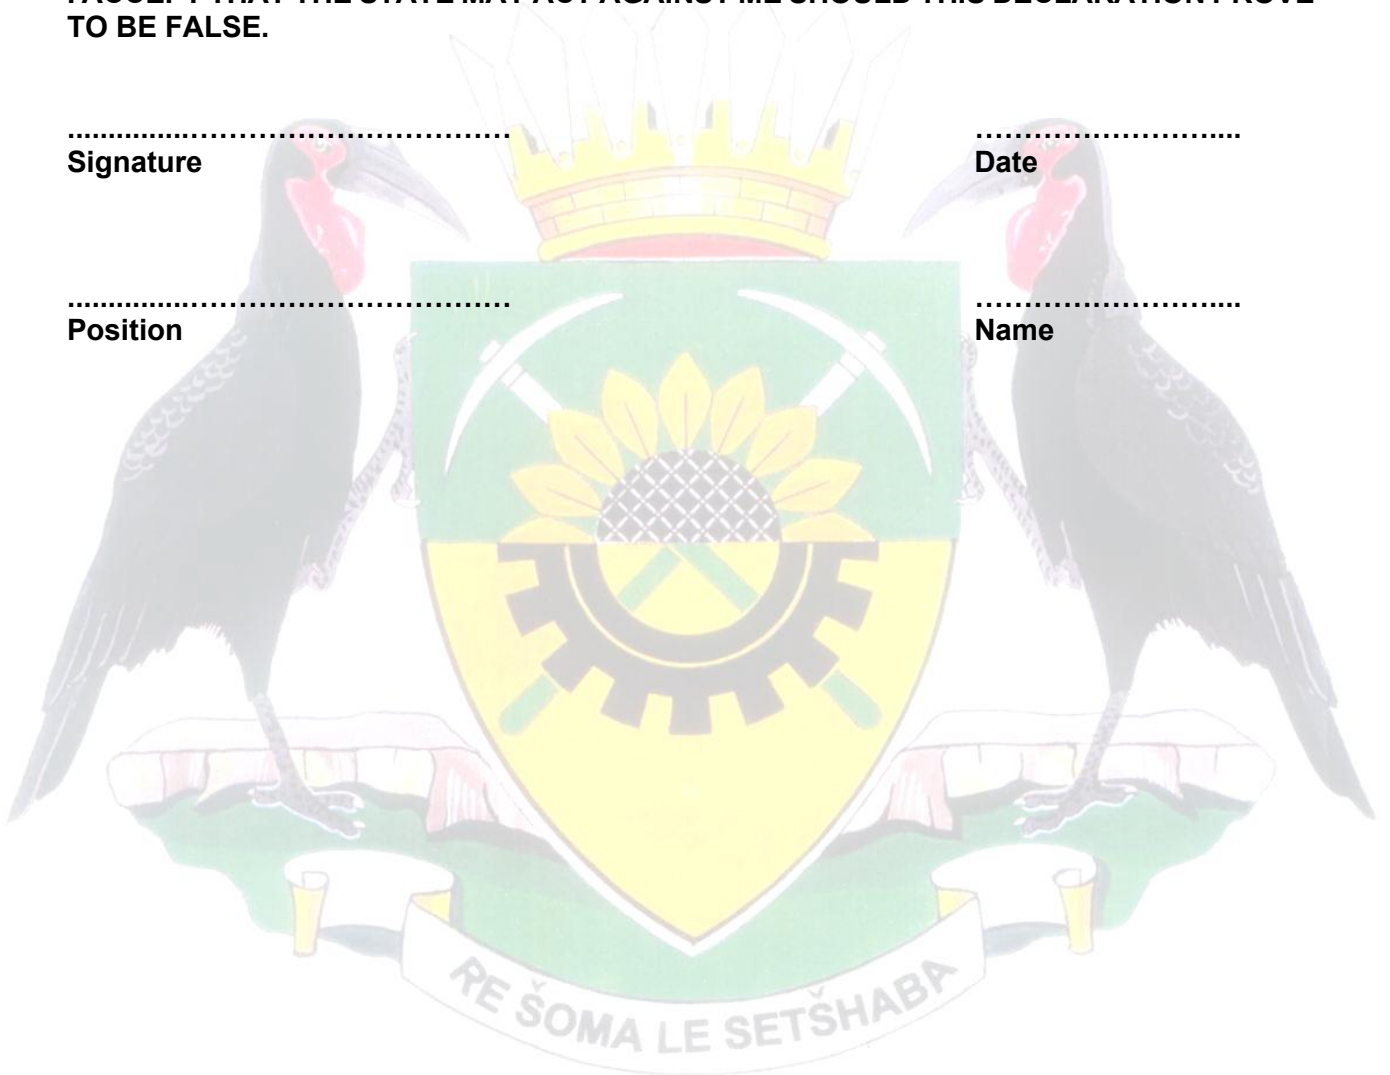 I ACCEPT THAT THE STATE MAY ACT AGAINST ME SHOULD THIS DECLARATION PROVE
TO BE FALSE.
...............………………………………… ……………………....
Signature Date
...............………………………………… ……………………....
Position Name
RE ŠOMA LE SETŠHABA